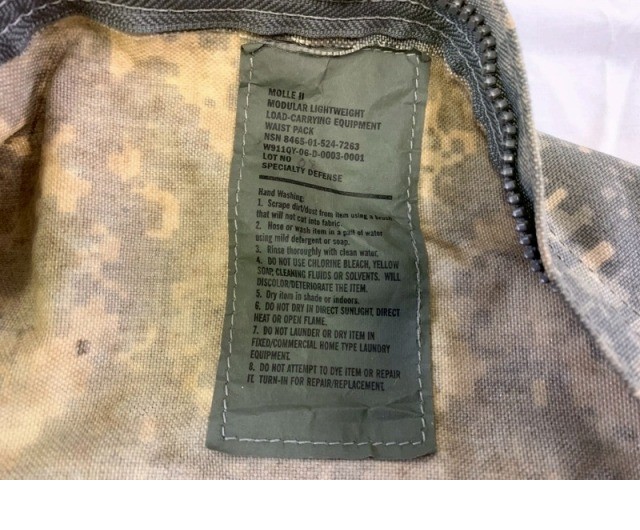 MOLLE II
MODULAR LIGHTWEIGHT
LOAD-CARRYING EQUIPMENT
WAIST PACK
NSN 8465-01-524-7263
W911QY-06-D-0003-0001
LOT NO
SPECIALTY DEFENSE
Hand Washing:
1. Scrape dirt/dust from item using a brush
that will not cut into fabric.
2. Hose or wash item in a pail of water
using mild detergent or soap.
3. Rinse thoroughly with clean water.
4. DO NOT USE CHLORINE BLEACH, YELLOW
SOAP, CLEANING FLUIDS OR SOLVENTS. WILL
DISCOLOR/DETERIORATE THE ITEM.
5. Dry item in shade or indoors.
6. DO NOT DRY IN DIRECT SUNLIGHT, DIRECT
HEAT OR OPEN FLAME.
7. DO NOT LAUNDER OR DRY ITEM IN
FIXED/COMMERCIAL HOME TYPE LAUNDRY
EQUIPMENT.
8. DO NOT ATTEMPT TO DYE ITEM OR REPAIR
IT. TURN-IN FOR REPAIR/REPLACEMENT.